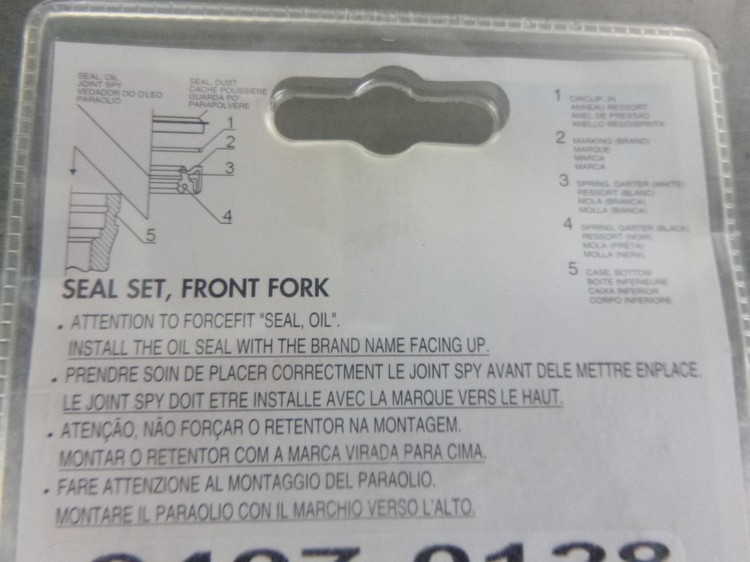 SEAL, OIL
JOINT SPY
VEDADOR DO O'LEO
PARAOLIO
SEAL, DUST
CACHE POUSSIERE
GUARDA PO'
PARAPOLVERE
1
2
3
4
5
1 CIRCLIP, IN
ANNEAU RESSORT
ANEL DE PRESSAO
ANELLO REGGISPINTA
2 MARKING (BRAND)
MARQUE
MARCA
MARCA
3 SPRING, GARTER (WHITE)
RESSORT (BLANC)
MOLA (BRANCA)
MOLLA (BIANCA)
4 SPRING, GARTER (BLACK)
RESSORT (NOIR)
MOLA (PRETA)
MOLLA (NERA)
5 CASE, BOTTOM
BOITE INFERIEURE
CAIXA INFERIOR
CORPO INFERIORE
SEAL SET, FRONT FORK
• ATTENTION TO FORCEFIT "SEAL, OIL".
INSTALL THE OIL SEAL WITH THE BRAND NAME FACING UP.
• PRENDRE SOIN DE PLACER CORRECTMENT LE JOINT SPY AVANT DELE METTRE ENPLACE.
LE JOINT SPY DOIT ETRE INSTALLE AVEC LA MARQUE VERS LE HAUT.
• ATENÇÃO, NÃO FORÇAR O RETENTOR NA MONTAGEM.
MONTAR O RETENTOR COM A MARCA VIRADA PARA CIMA.
• FARE ATTENZIONE AL MONTAGGIO DEL PARAOLIO.
MONTARE IL PARAOLIO CON IL MARCHIO VERSO L'ALTO.